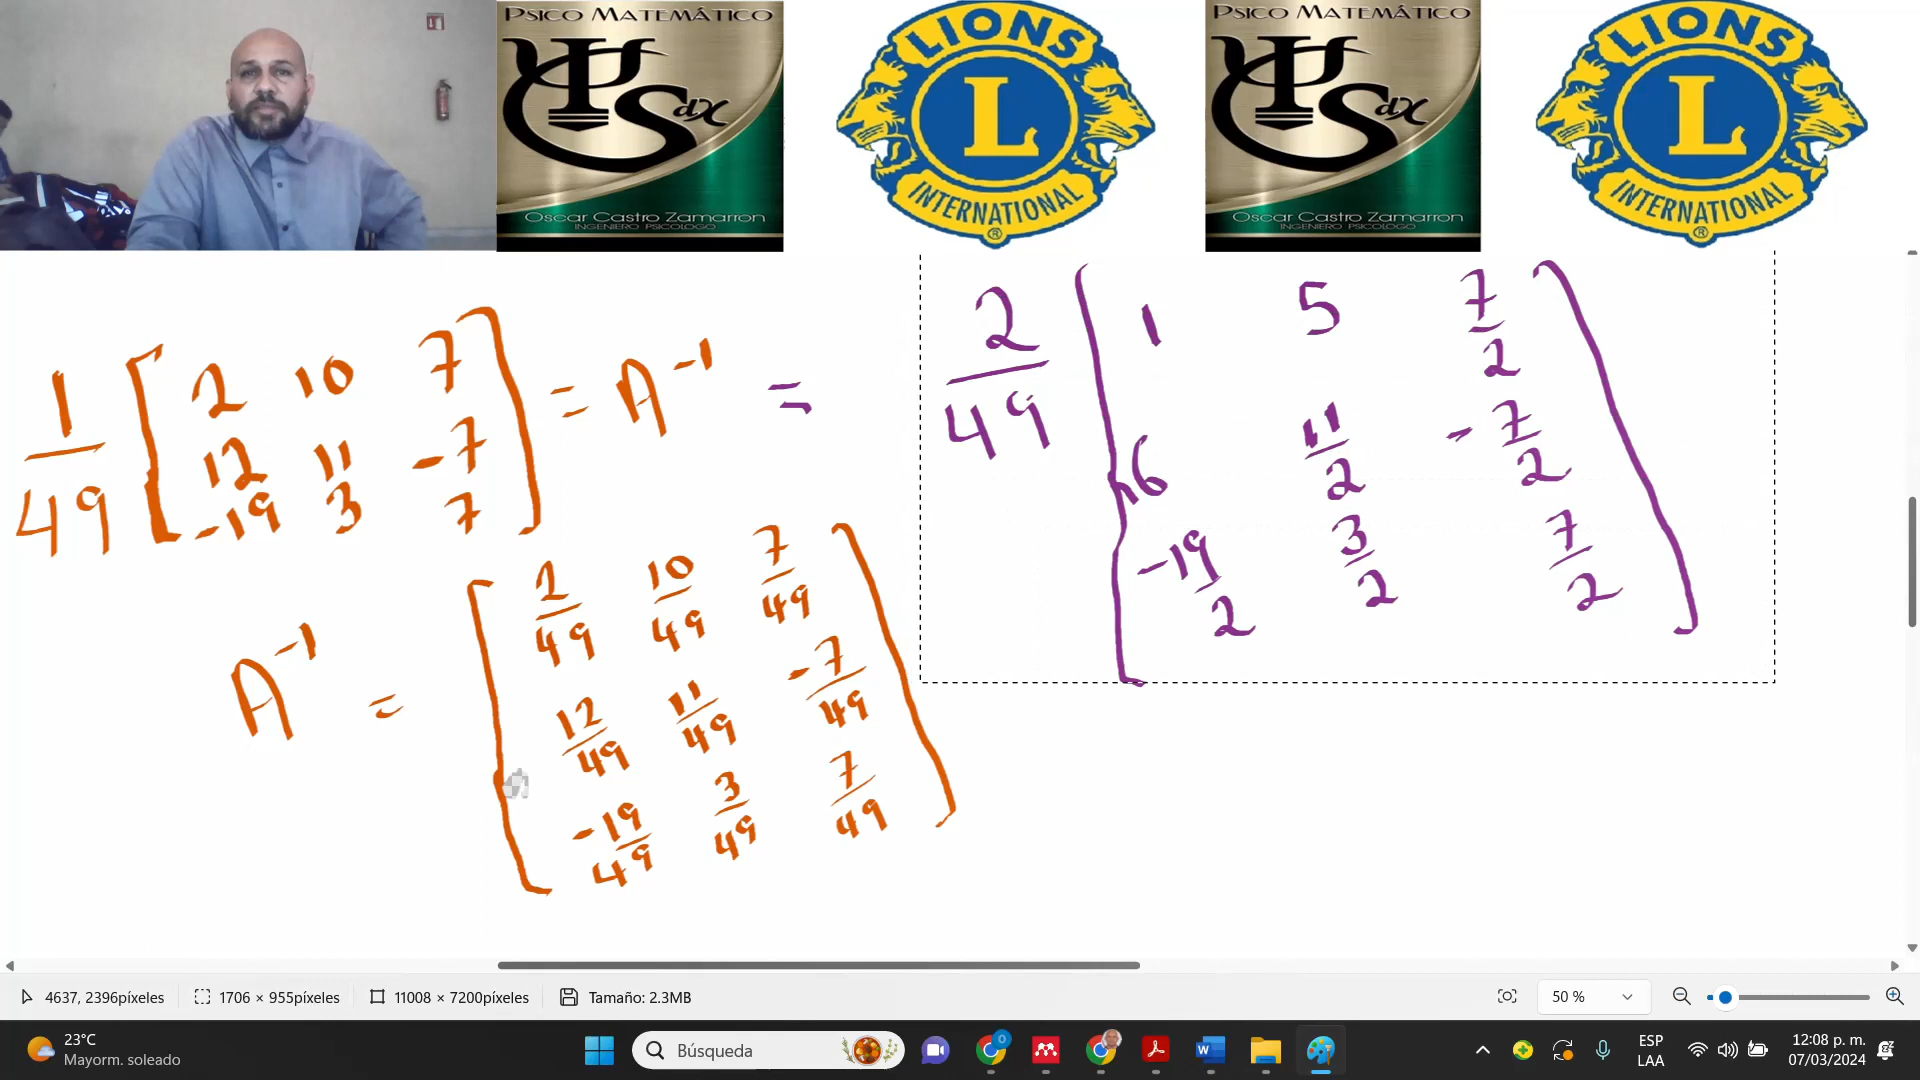 PSICO MATEMÁTICO
dx
Oscar Castro Zamarron
INGENIERO PSICOLOGO
LIONS
L
INTERNATIONAL
®
PSICO MATEMÁTICO
dx
Oscar Castro Zamarron
INGENIERO PSICOLOGO
LIONS
L
INTERNATIONAL
®
1/49 [2 10 7
12 11 -7
-19 3 7] = A⁻¹ =
2/49 [1 5 7/2
6 11/2 -7/2
-19/2 3/2 7/2]
A⁻¹ = [2/49 10/49 7/49
12/49 11/49 -7/49
-19/49 3/49 7/49]
4637, 2396píxeles 1706 × 955píxeles 11008 × 7200píxeles Tamaño: 2.3MB 50 %
23°C
Mayorm. soleado
Búsqueda
ESP
LAA
12:08 p. m.
07/03/2024